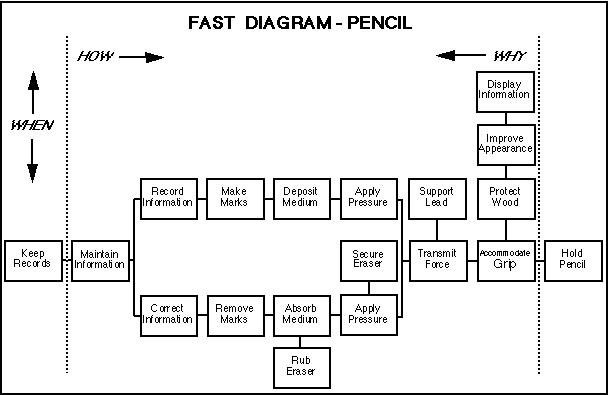 FAST DIAGRAM - PENCIL
HOW
WHY
WHEN
Display
Information
Improve
Appearance
Record
Information
Make
Marks
Deposit
Medium
Apply
Pressure
Support
Lead
Protect
Wood
Keep
Records
Maintain
Information
Secure
Eraser
Transmit
Force
Accommodate
Grip
Hold
Pencil
Correct
Information
Remove
Marks
Absorb
Medium
Apply
Pressure
Rub
Eraser